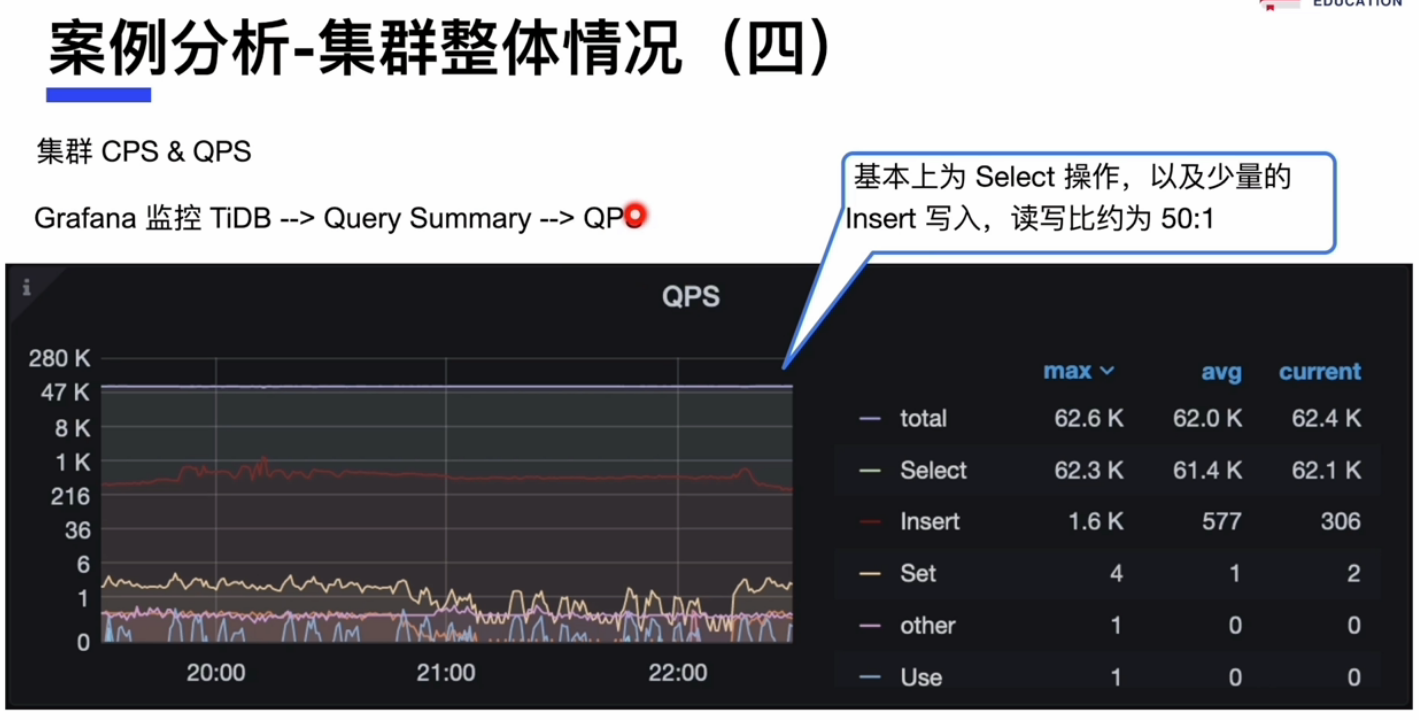 EDUCATION
案例分析-集群整体情况（四）
集群 CPS & QPS
Grafana 监控 TiDB --> Query Summary --> QPS
基本上为 Select 操作，以及少量的
Insert 写入，读写比约为 50:1
i
QPS
280 K
47 K
8 K
1 K
216
36
6
1
0
20:00 21:00 22:00
max avg current
total 62.6 K 62.0 K 62.4 K
Select 62.3 K 61.4 K 62.1 K
Insert 1.6 K 577 306
Set 4 1 2
other 1 0 0
Use 1 0 0